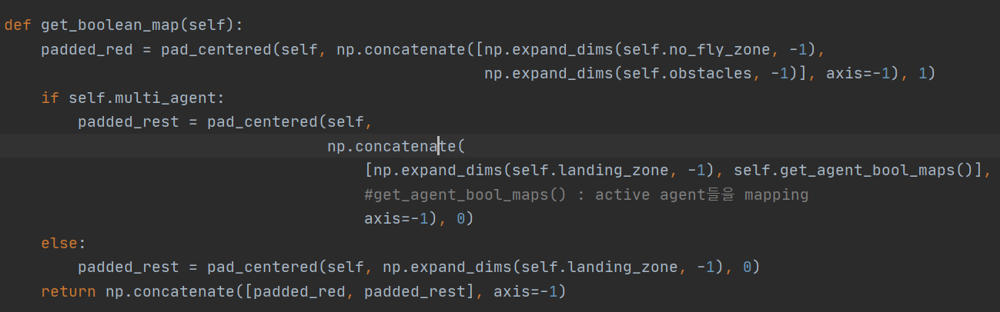 def get_boolean_map(self):
    padded_red = pad_centered(self, np.concatenate([np.expand_dims(self.no_fly_zone, -1),
                                                    np.expand_dims(self.obstacles, -1)], axis=-1), 1)
    if self.multi_agent:
        padded_rest = pad_centered(self,
                                   np.concatenate(
                                       [np.expand_dims(self.landing_zone, -1), self.get_agent_bool_maps()],
                                       #get_agent_bool_maps() : active agent들을 mapping
                                       axis=-1), 0)
    else:
        padded_rest = pad_centered(self, np.expand_dims(self.landing_zone, -1), 0)
    return np.concatenate([padded_red, padded_rest], axis=-1)